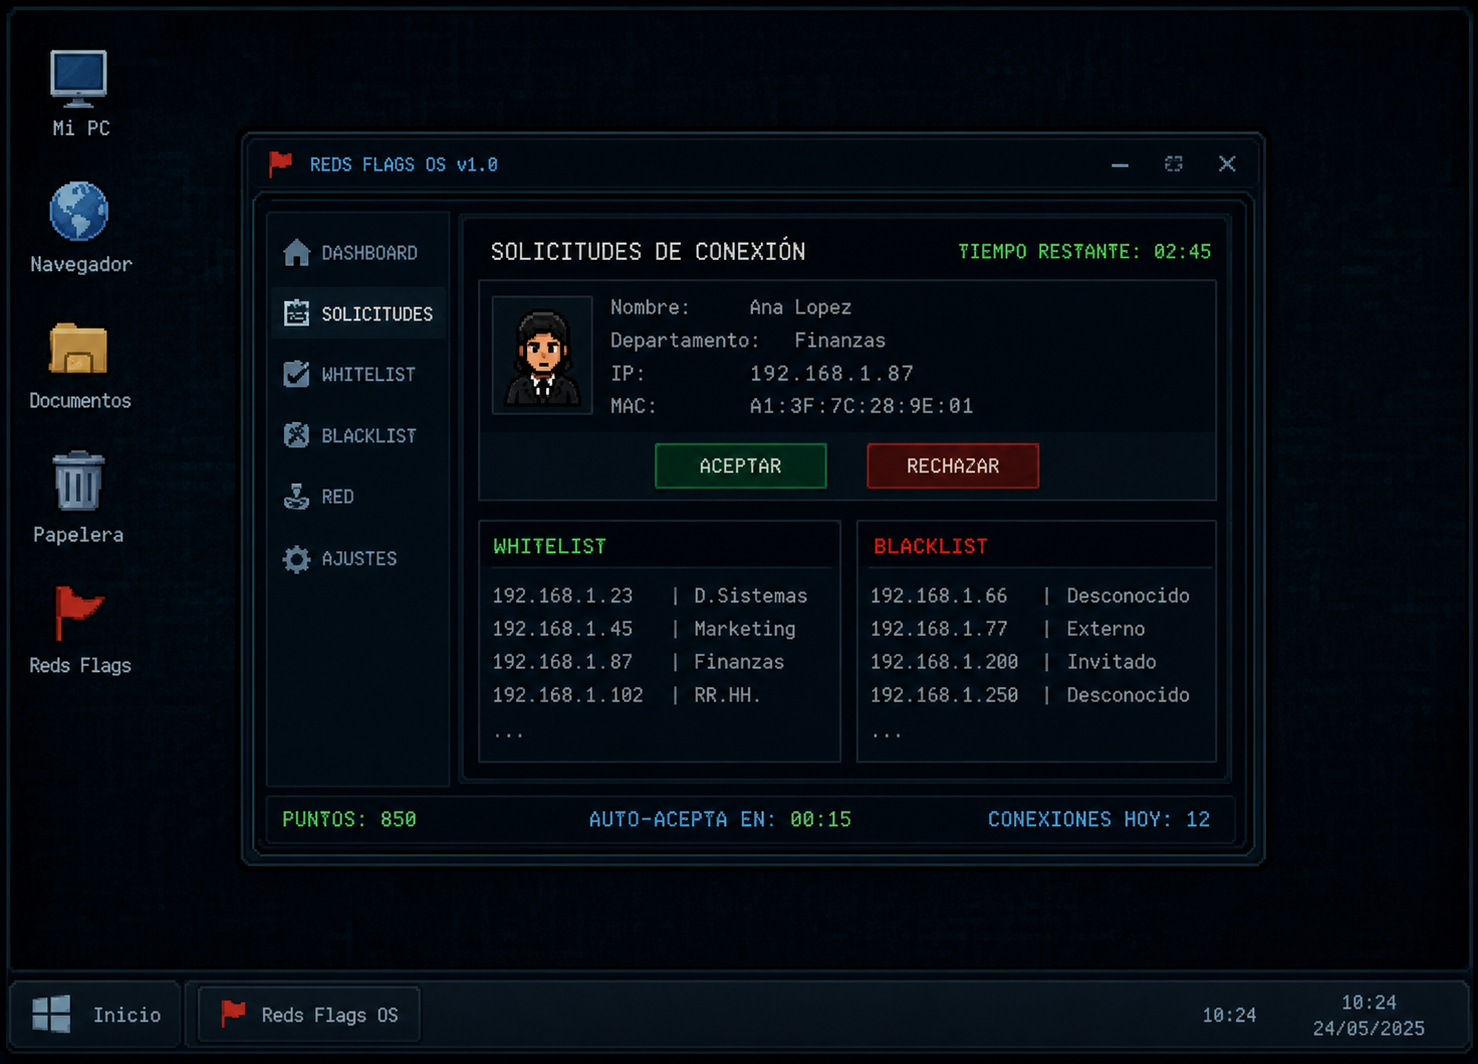 Mi PC
Navegador
Documentos
Papelera
Reds Flags
REDS FLAGS OS v1.0
DASHBOARD
SOLICITUDES
WHITELIST
BLACKLIST
RED
AJUSTES
SOLICITUDES DE CONEXIÓN
TIEMPO RESTANTE: 02:45
Nombre: Ana Lopez
Departamento: Finanzas
IP: 192.168.1.87
MAC: A1:3F:7C:28:9E:01
ACEPTAR
RECHAZAR
WHITELIST
192.168.1.23 | D.Sistemas
192.168.1.45 | Marketing
192.168.1.87 | Finanzas
192.168.1.102 | RR.HH.
...
BLACKLIST
192.168.1.66 | Desconocido
192.168.1.77 | Externo
192.168.1.200 | Invitado
192.168.1.250 | Desconocido
...
PUNTOS: 850
AUTO-ACEPTA EN: 00:15
CONEXIONES HOY: 12
Inicio
Reds Flags OS
10:24
10:24
24/05/2025